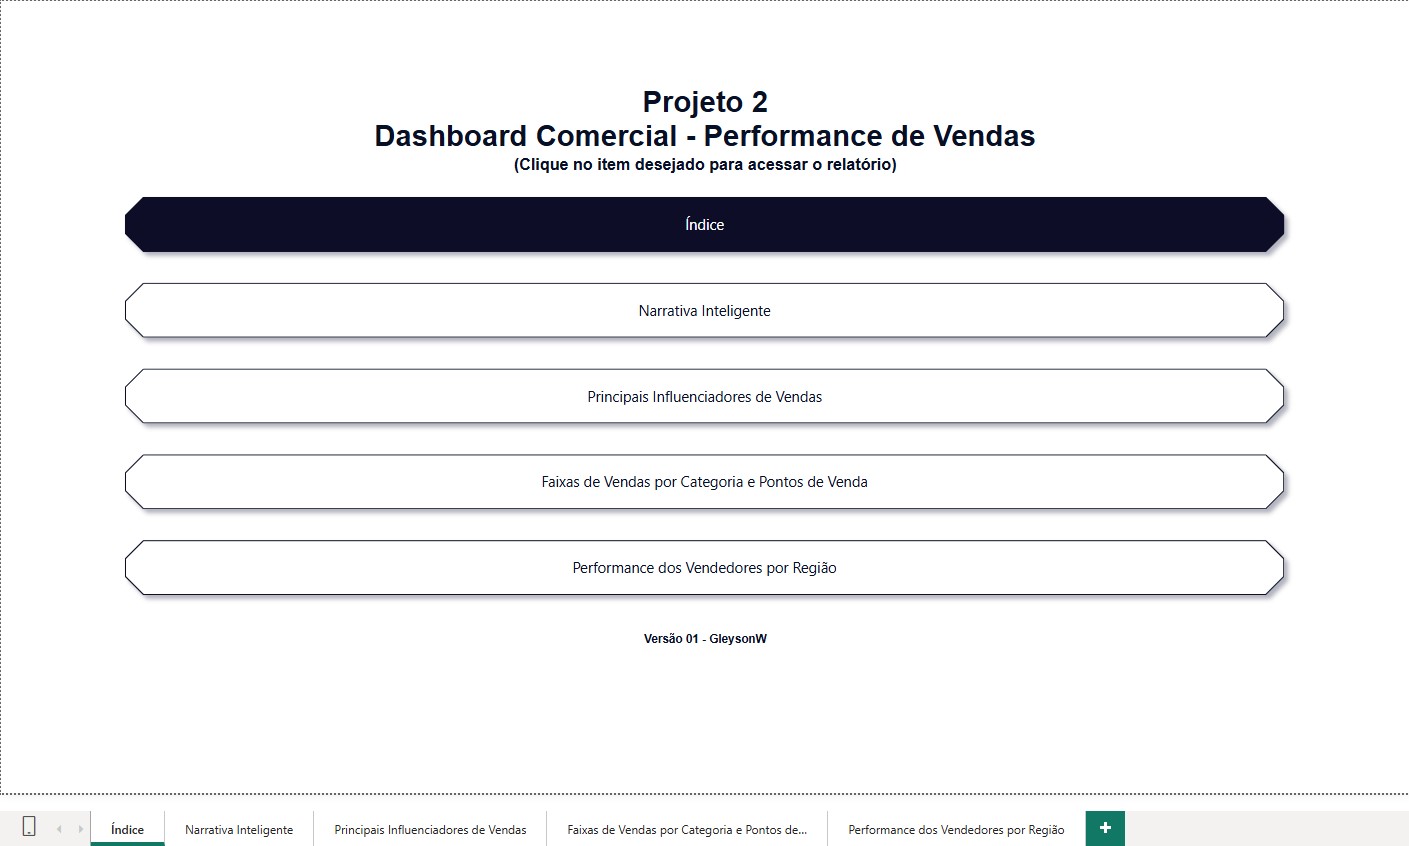 Projeto 2
Dashboard Comercial - Performance de Vendas
(Clique no item desejado para acessar o relatório)
Índice
Narrativa Inteligente
Principais Influenciadores de Vendas
Faixas de Vendas por Categoria e Pontos de Venda
Performance dos Vendedores por Região
Versão 01 - GleysonW
Índice
Narrativa Inteligente
Principais Influenciadores de Vendas
Faixas de Vendas por Categoria e Pontos de...
Performance dos Vendedores por Região